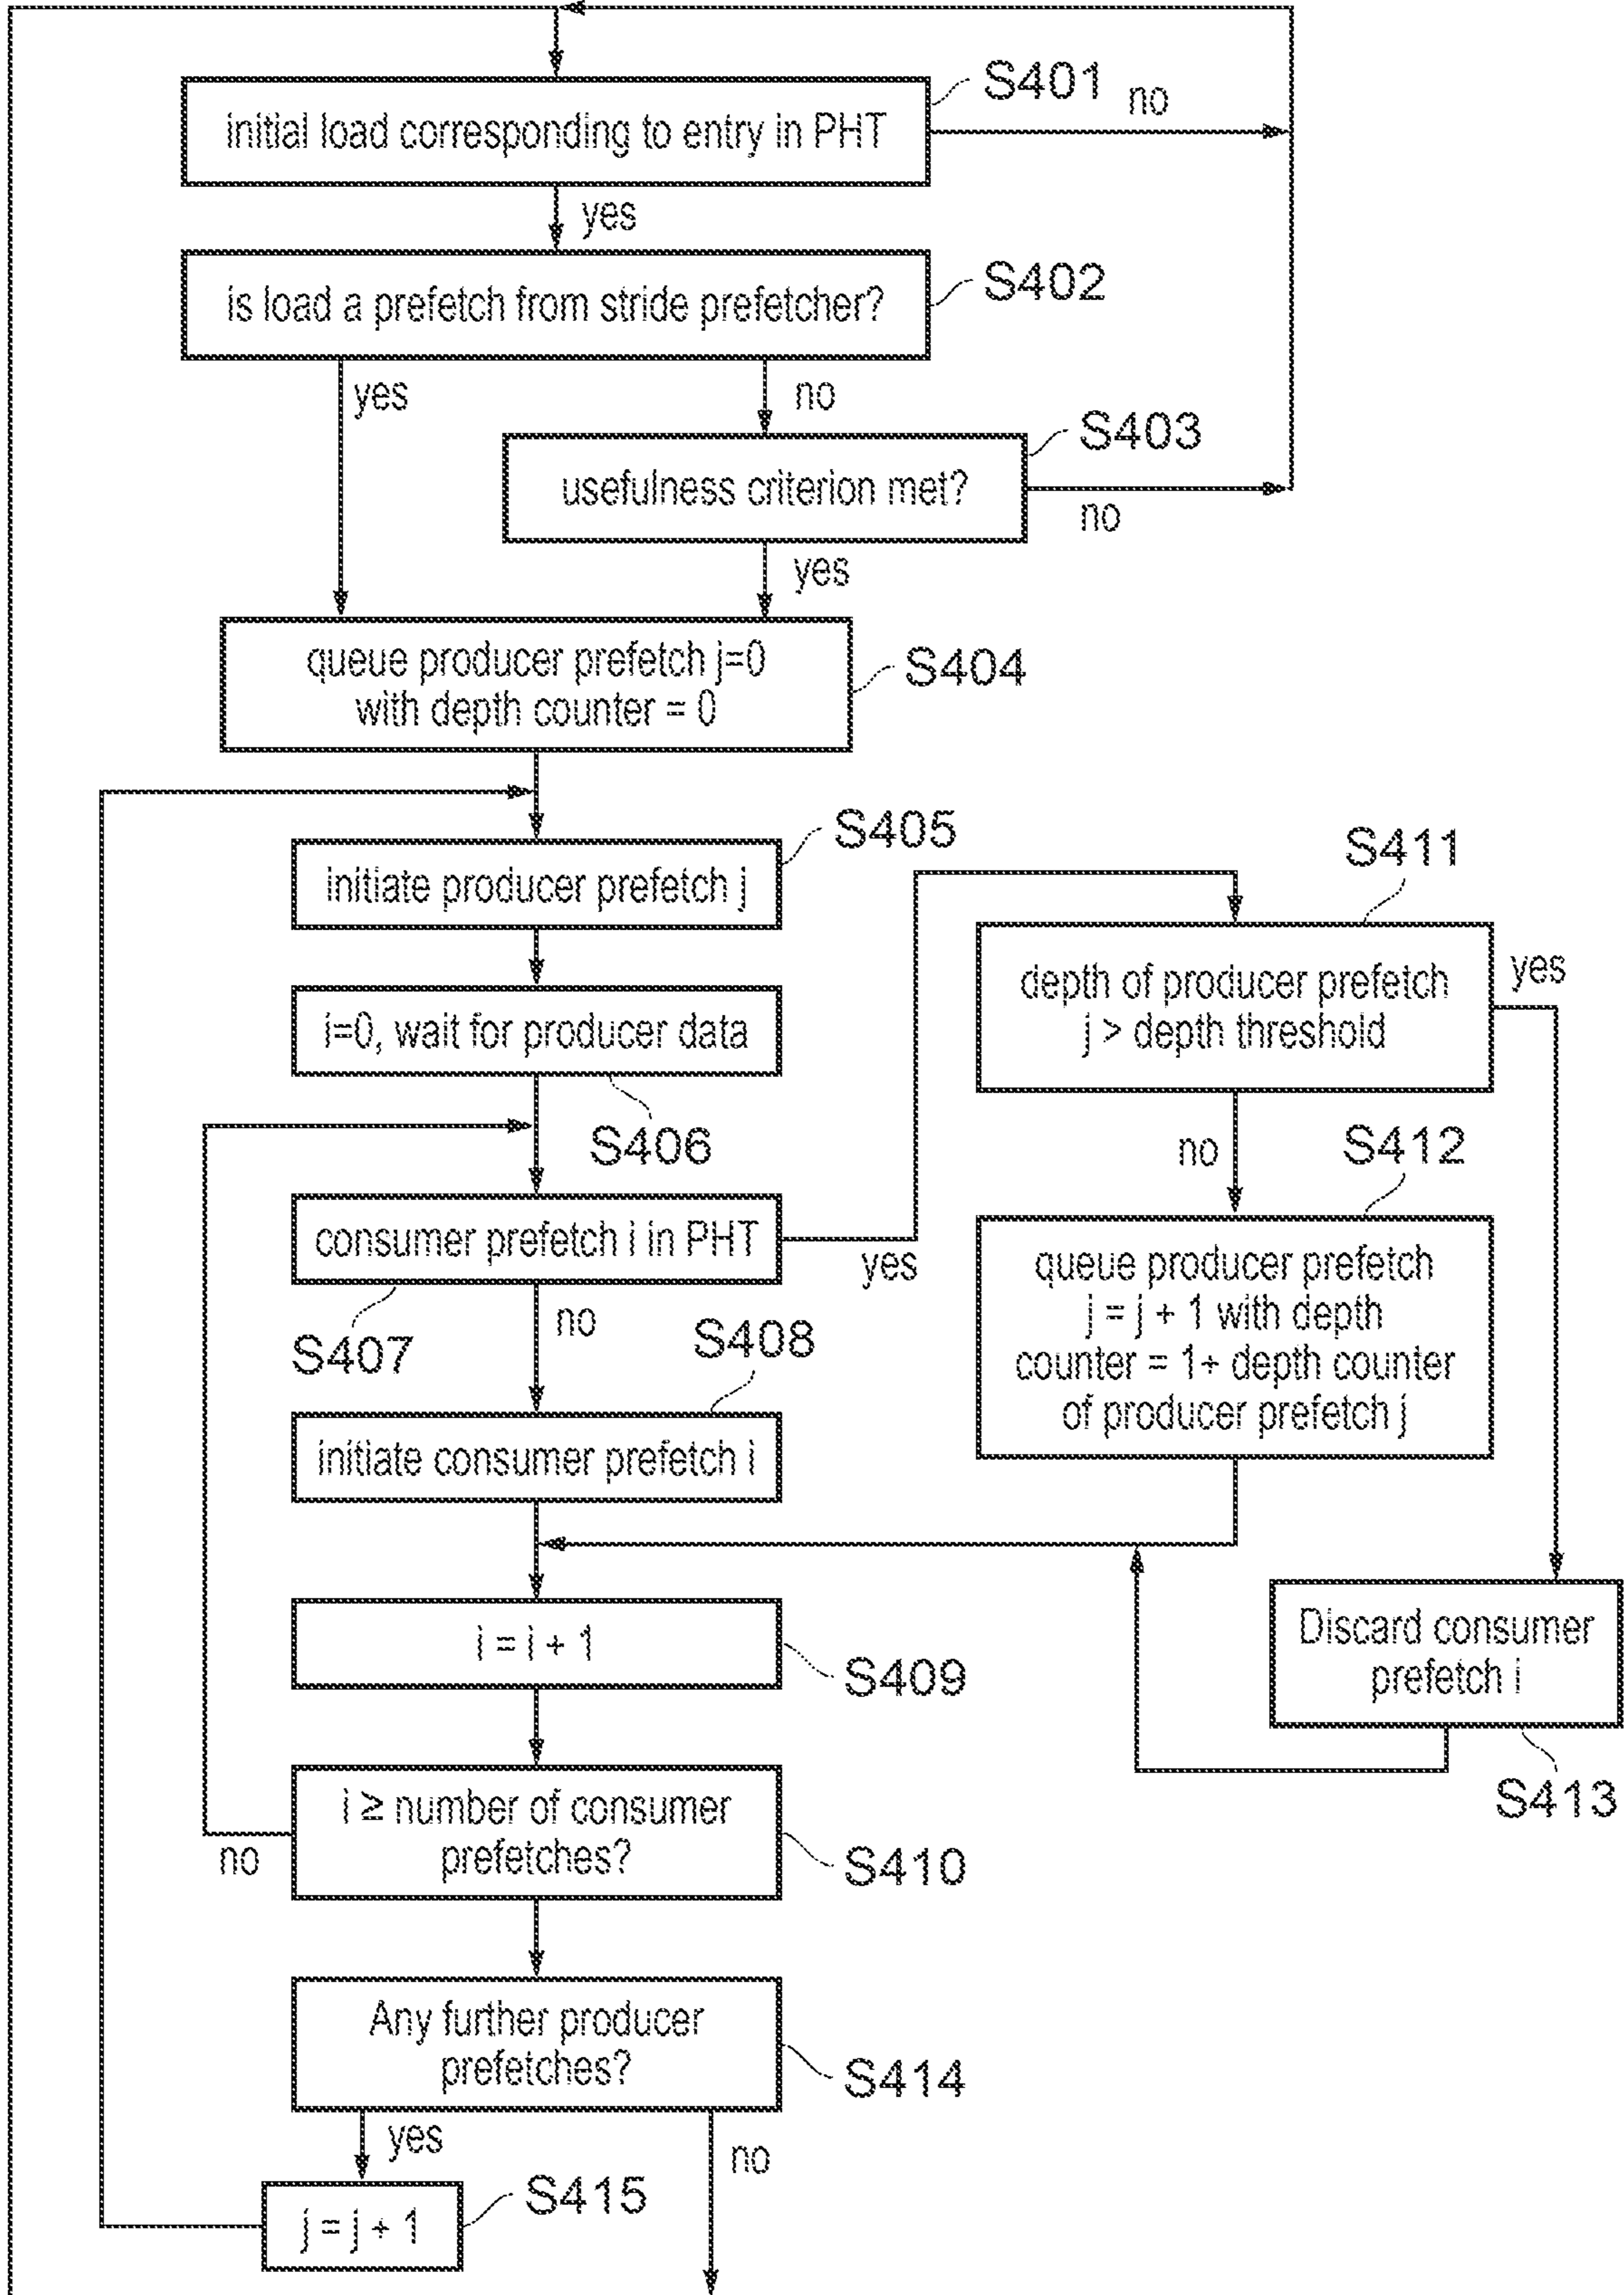 S401
no
initial load corresponding to entry in PHT
yes
S402
is load a prefetch from stride prefetcher?
yes
no
S403
usefulness criterion met?
no
yes
queue producer prefetch j=0
with depth counter = 0
S404
S405
initiate producer prefetch j
S411
depth of producer prefetch
j > depth threshold
yes
i=0, wait for producer data
S406
no
S412
consumer prefetch i in PHT
yes
S407
no
queue producer prefetch
j = j + 1 with depth
counter = 1+ depth counter
of producer prefetch j
S408
initiate consumer prefetch i
i = i + 1
S409
Discard consumer
prefetch i
S413
i ≥ number of consumer
prefetches?
no
S410
Any further producer
prefetches?
S414
yes
no
j = j + 1
S415